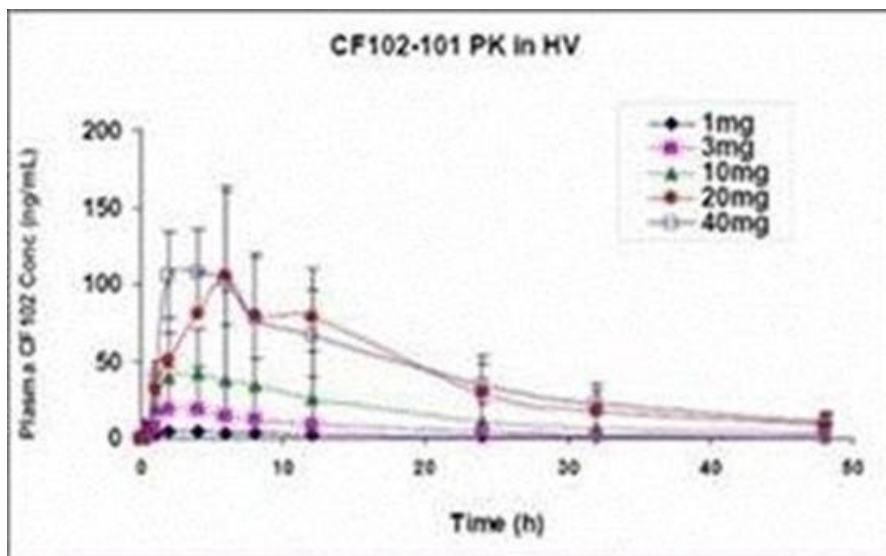 CF102-101 PK in HV
200
150
100
50
0
Plasma CF102 Conc (ng/mL)
1mg
3mg
10mg
20mg
40mg
0 10 20 30 40 50
Time (h)